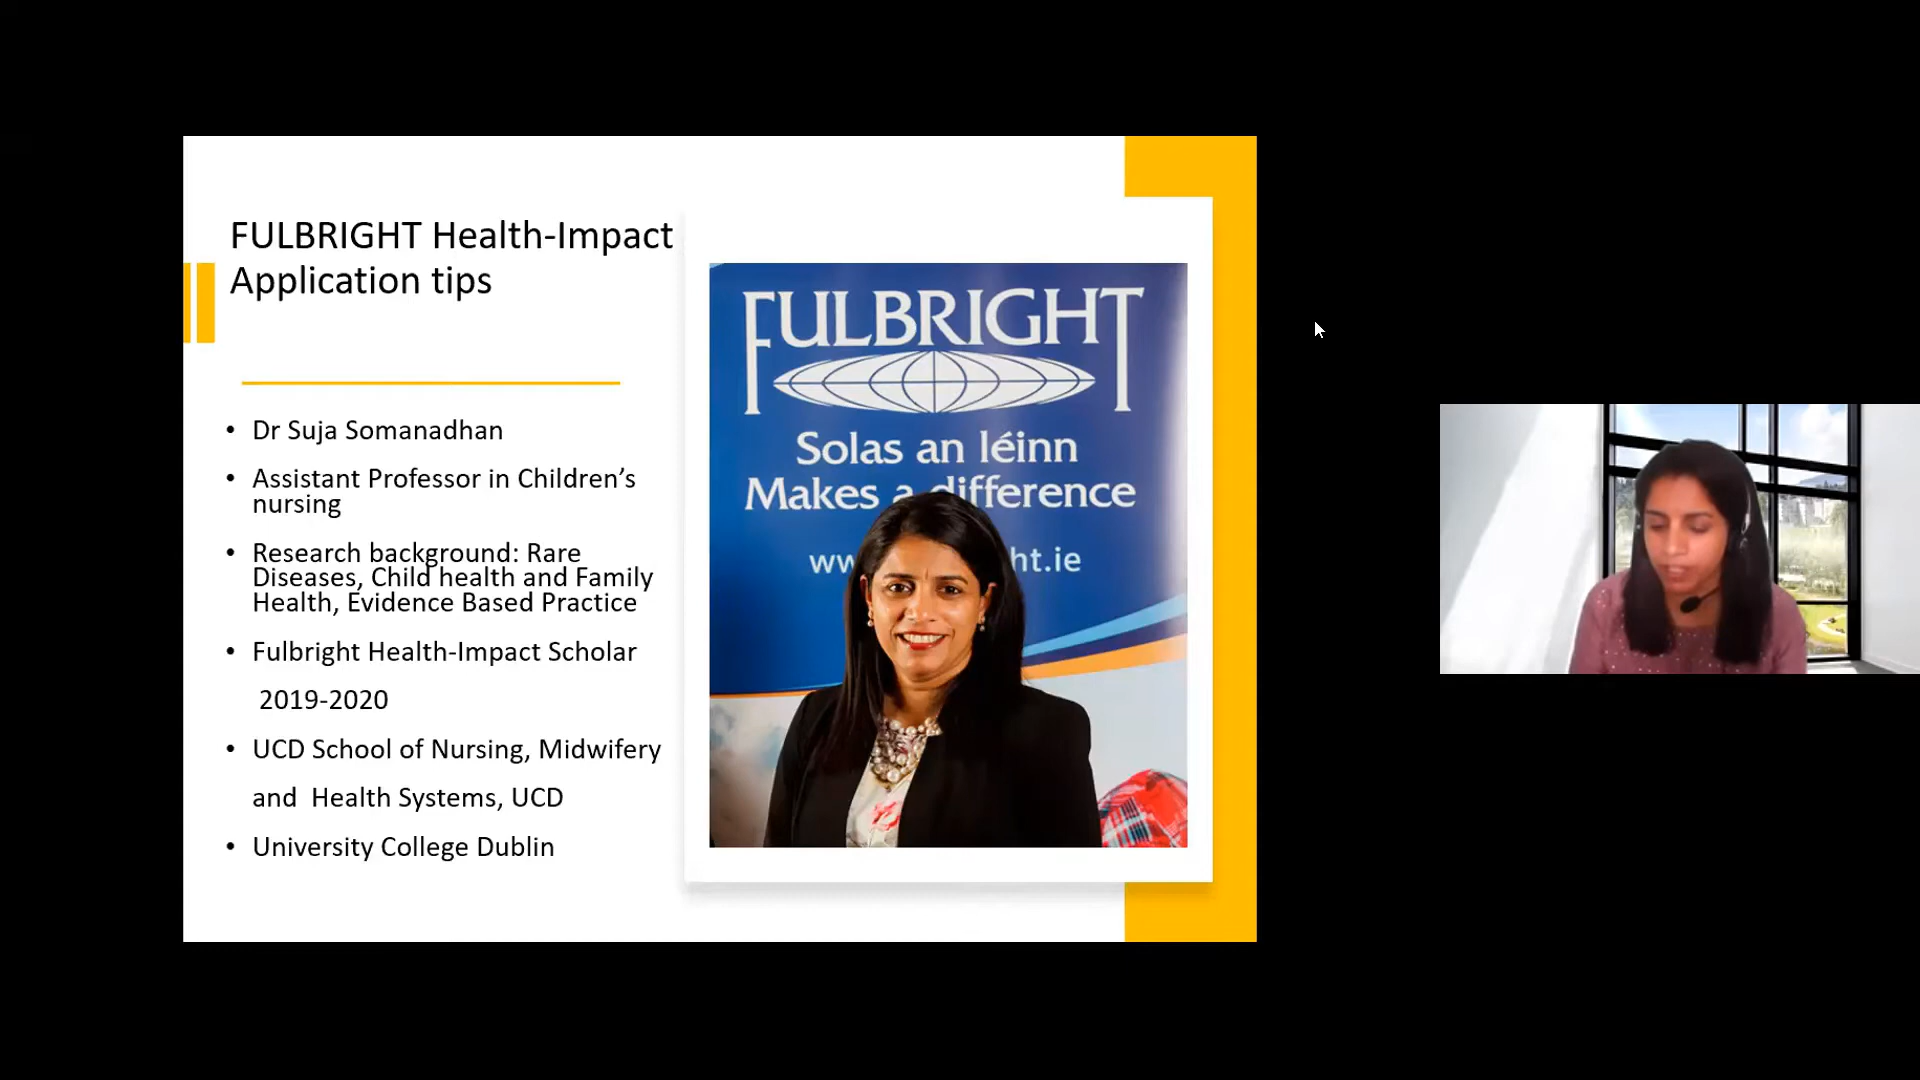 FULBRIGHT Health-Impact
Application tips
• Dr Suja Somanadhan
• Assistant Professor in Children’s
nursing
• Research background: Rare
Diseases, Child health and Family
Health, Evidence Based Practice
• Fulbright Health-Impact Scholar
2019-2020
• UCD School of Nursing, Midwifery
and Health Systems, UCD
• University College Dublin
FULBRIGHT
Solas an léinn
Makes a difference
ht.ie